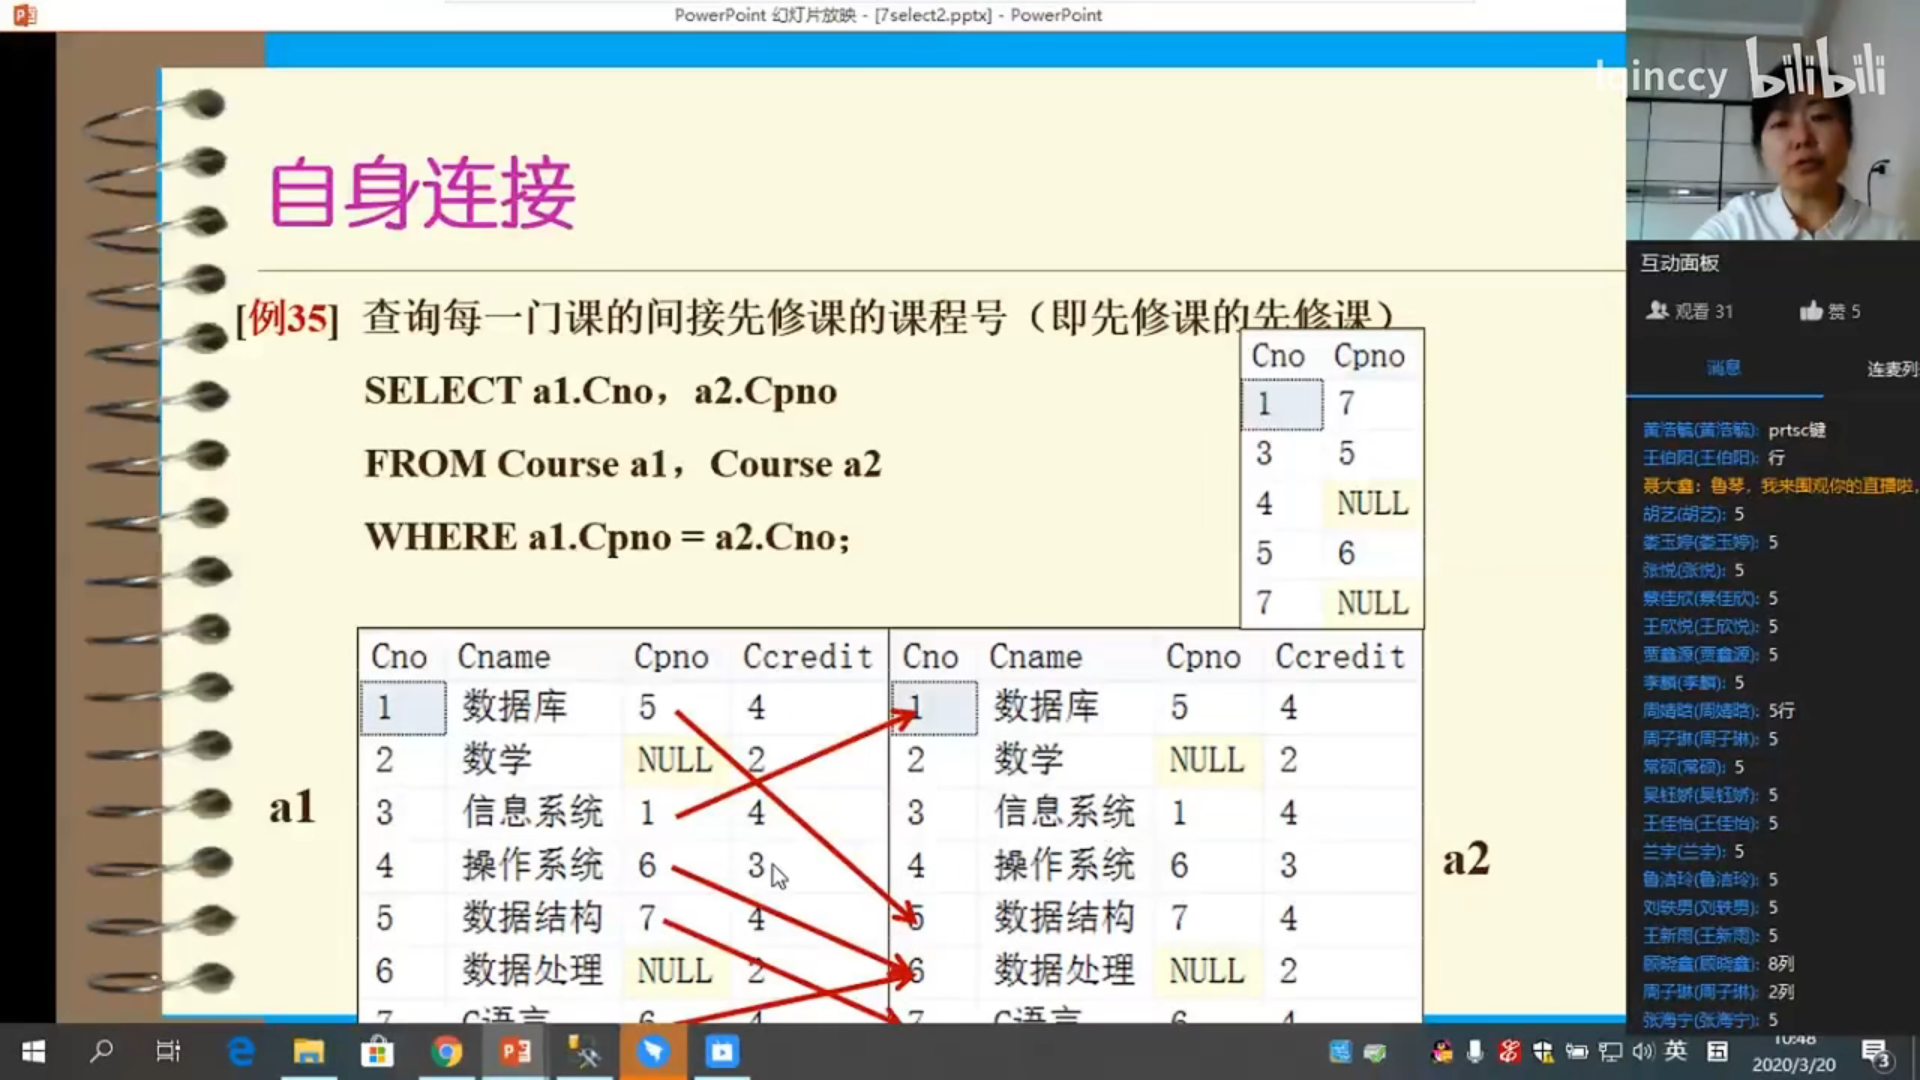 PowerPoint 幻灯片放映 - [7select2.pptx] - PowerPoint
lqinccy bilibili
自身连接
[例35] 查询每一门课的间接先修课的课程号（即先修课的先修课）
SELECT a1.Cno，a2.Cpno
FROM Course a1，Course a2
WHERE a1.Cpno = a2.Cno；
Cno Cpno
1 7
3 5
4 NULL
5 6
7 NULL
a1
Cno Cname Cpno Ccredit
1 数据库 5 4
2 数学 NULL 2
3 信息系统 1 4
4 操作系统 6 3
5 数据结构 7 4
6 数据处理 NULL 2
7 C语言 6 4
Cno Cname Cpno Ccredit
1 数据库 5 4
2 数学 NULL 2
3 信息系统 1 4
4 操作系统 6 3
5 数据结构 7 4
6 数据处理 NULL 2
7 C语言 6 4
a2
互动面板
观看 31 赞 5
消息 连麦列
黄浩毓(黄浩毓): prtsc键
王伯阳(王伯阳): 行
聂大鑫: 鲁琴，我来围观你的直播啦，
胡艺(胡艺): 5
娄玉婷(娄玉婷): 5
张悦(张悦): 5
蔡佳欣(蔡佳欣): 5
王欣悦(王欣悦): 5
贾鑫源(贾鑫源): 5
李麟(李麟): 5
周婧晗(周婧晗): 5行
周子琳(周子琳): 5
常硕(常硕): 5
吴钰娇(吴钰娇): 5
王佳怡(王佳怡): 5
兰宇(兰宇): 5
鲁洁玲(鲁洁玲): 5
刘轶男(刘轶男): 5
王新雨(王新雨): 5
顾晓鑫(顾晓鑫): 8列
周子琳(周子琳): 2列
张海宁(张海宁): 5
英
10:48
2020/3/20
3